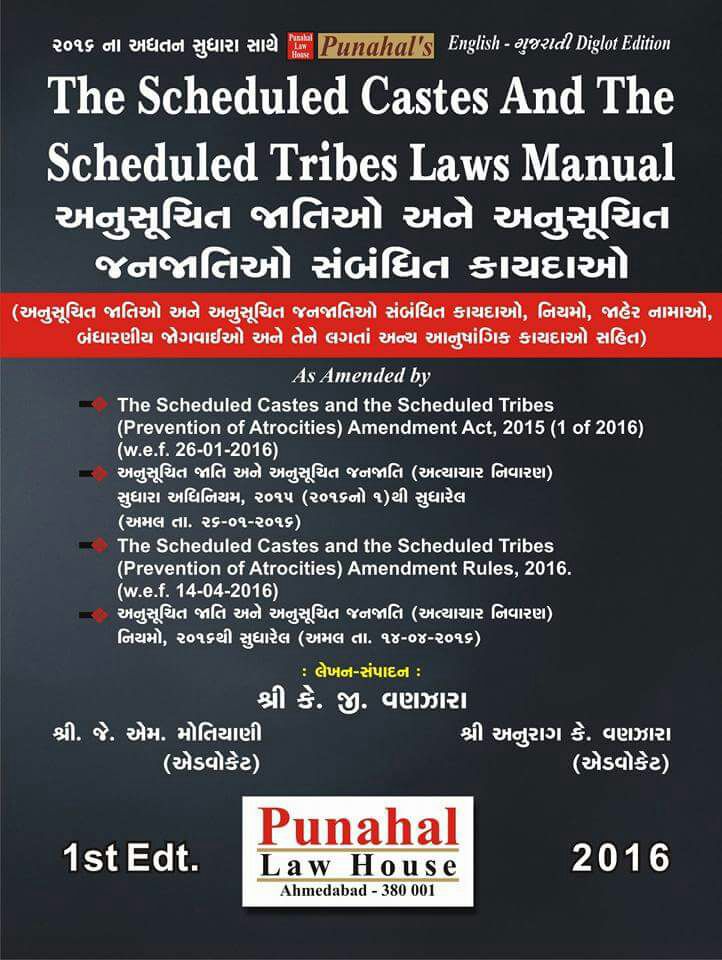 ૨૦૧૬ ના અધતન સુધારા સાથે Punahal Law House Punahal's English - ગુજરાતી Diglot Edition
The Scheduled Castes And The
Scheduled Tribes Laws Manual
અનુસૂચિત જાતિઓ અને અનુસૂચિત
જનજાતિઓ સંબંધિત કાયદાઓ
(અનુસૂચિત જાતિઓ અને અનુસૂચિત જનજાતિઓ સંબંધિત કાયદાઓ, નિયમો, જાહેર નામાઓ,
બંધારણીય જોગવાઈઓ અને તેને લગતાં અન્ય આનુષાંગિક કાયદાઓ સહિત)
As Amended by
The Scheduled Castes and the Scheduled Tribes
(Prevention of Atrocities) Amendment Act, 2015 (1 of 2016)
(w.e.f. 26-01-2016)
અનુસૂચિત જાતિ અને અનુસૂચિત જનજાતિ (અત્યાચાર નિવારણ)
સુધારા અધિનિયમ, ૨૦૧૫ (૨૦૧૬નો ૧)થી સુધારેલ
(અમલ તા. ૨૬-૦૧-૨૦૧૬)
The Scheduled Castes and the Scheduled Tribes
(Prevention of Atrocities) Amendment Rules, 2016.
(w.e.f. 14-04-2016)
અનુસૂચિત જાતિ અને અનુસૂચિત જનજાતિ (અત્યાચાર નિવારણ)
નિયમો, ૨૦૧૬થી સુધારેલ (અમલ તા. ૧૪-૦૪-૨૦૧૬)
: લેખન-સંપાદન :
શ્રી કે. જી. વણઝારા
શ્રી. જે. એમ. મોતિયાણી
(એડવોકેટ)
શ્રી અનુરાગ કે. વણઝારા
(એડવોકેટ)
1st Edt.
Punahal
Law House
Ahmedabad - 380 001
2016